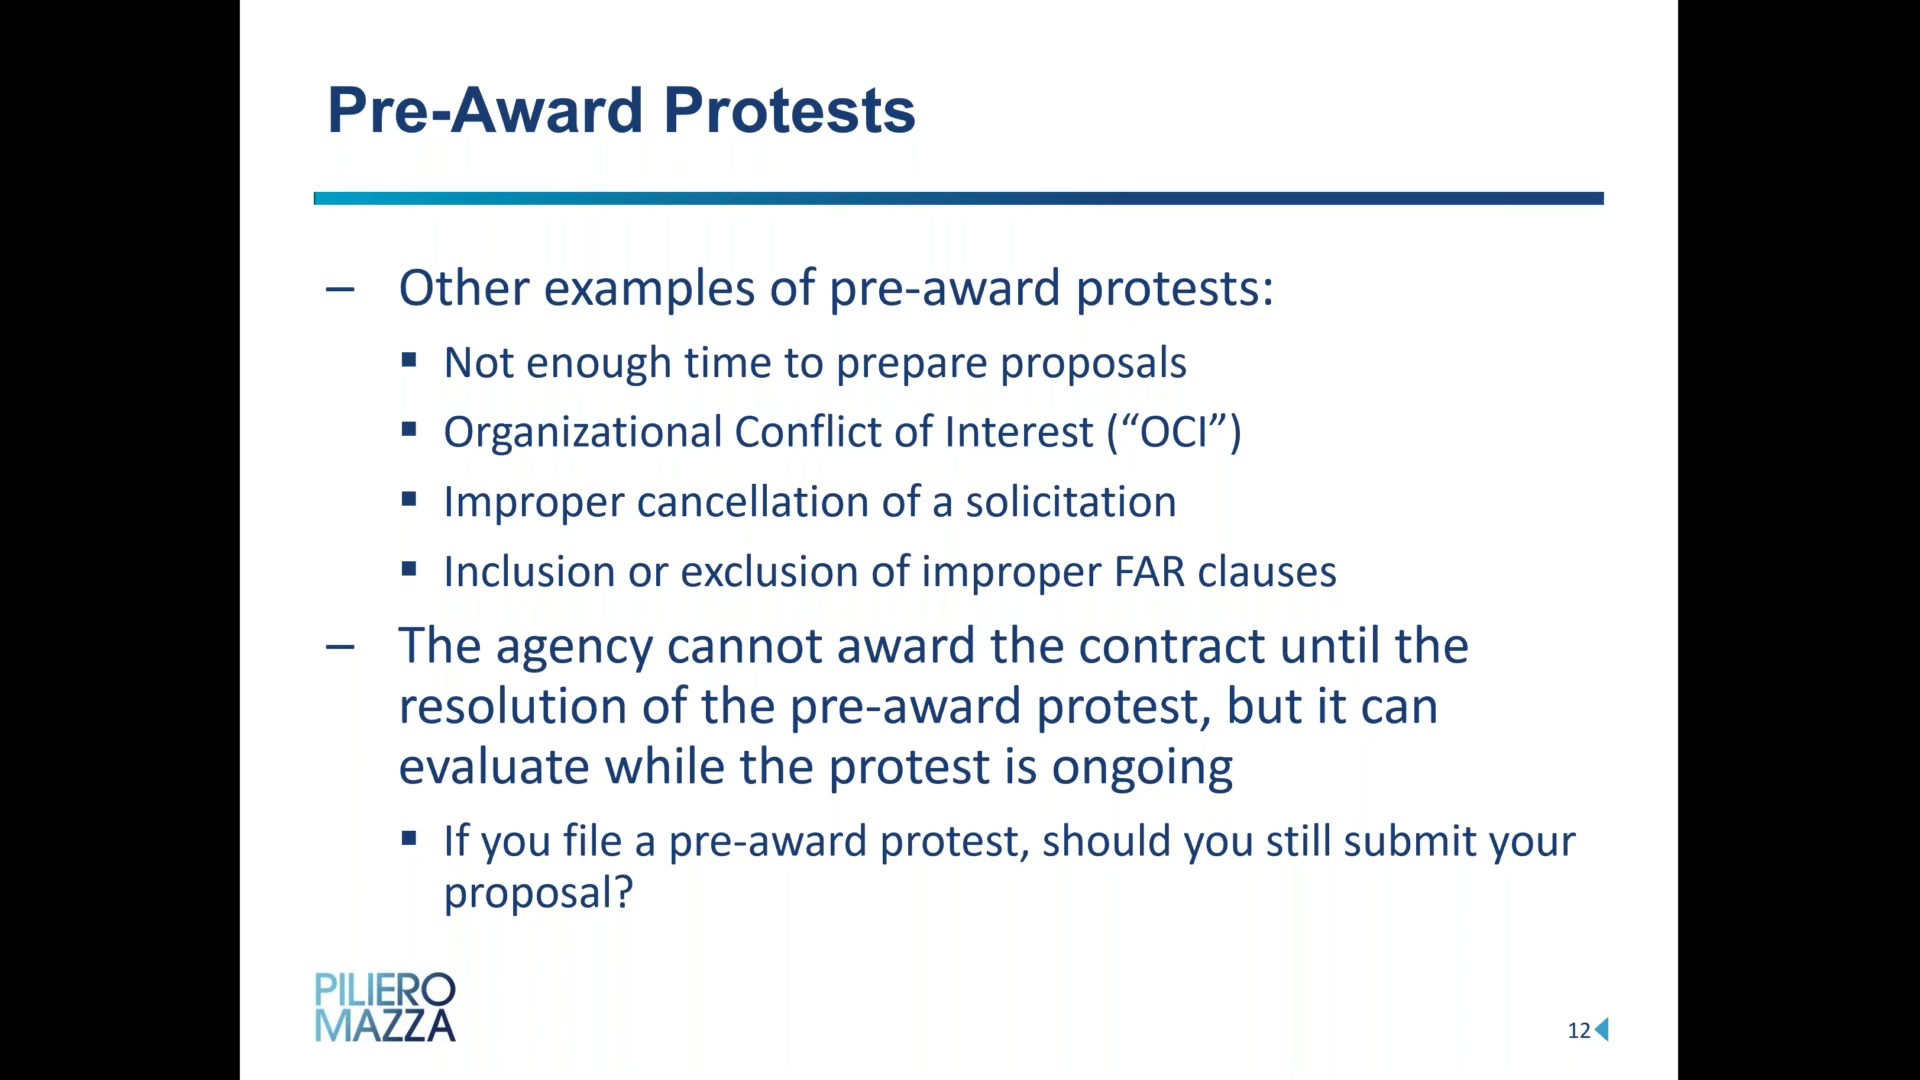 Pre-Award Protests
– Other examples of pre-award protests:
▪ Not enough time to prepare proposals
▪ Organizational Conflict of Interest (“OCI”)
▪ Improper cancellation of a solicitation
▪ Inclusion or exclusion of improper FAR clauses
– The agency cannot award the contract until the
resolution of the pre-award protest, but it can
evaluate while the protest is ongoing
▪ If you file a pre-award protest, should you still submit your
proposal?
PILIERO
MAZZA
12